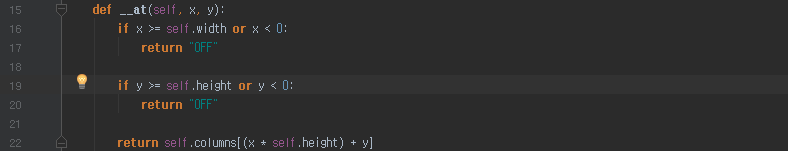 15 def __at(self, x, y):
16 if x >= self.width or x < 0:
17 return "OFF"
18
19 if y >= self.height or y < 0:
20 return "OFF"
21
22 return self.columns[(x * self.height) + y]